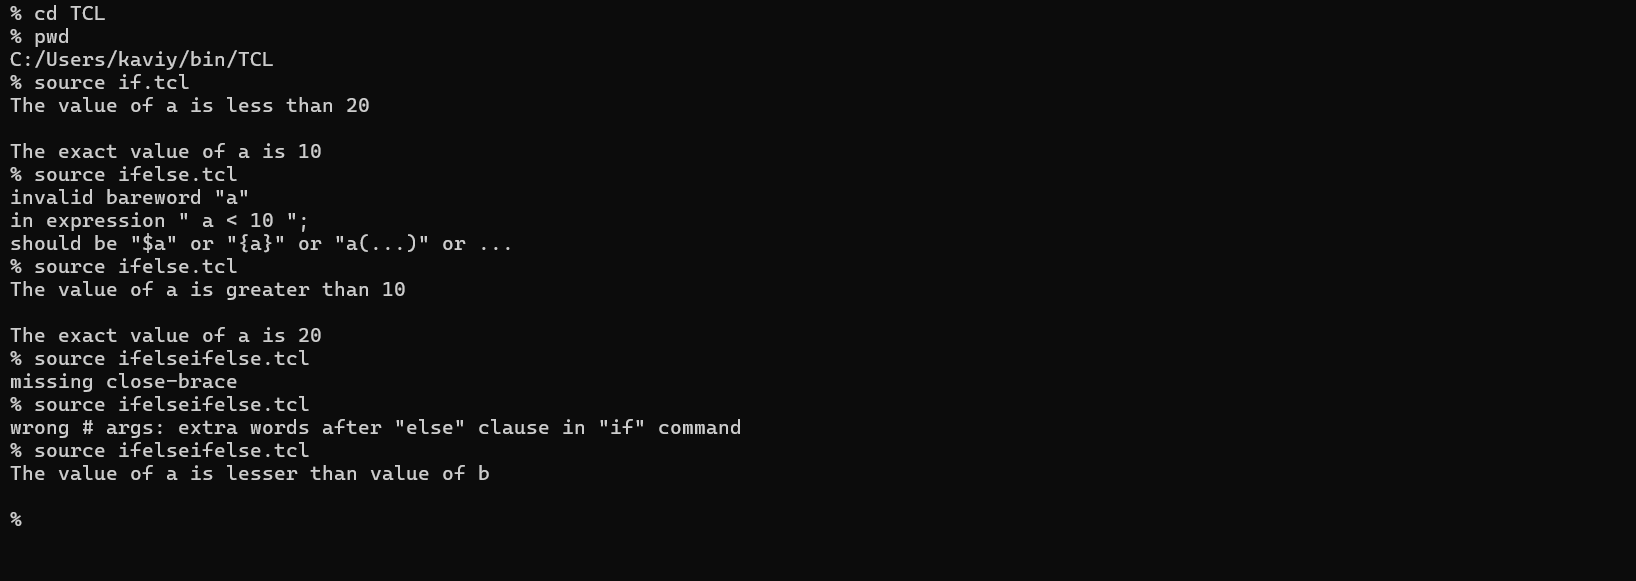 % cd TCL
% pwd
C:/Users/kaviy/bin/TCL
% source if.tcl
The value of a is less than 20
The exact value of a is 10
% source ifelse.tcl
invalid bareword "a"
in expression " a < 10 ";
should be "$a" or "{a}" or "a(...)" or ...
% source ifelse.tcl
The value of a is greater than 10
The exact value of a is 20
% source ifelseifelse.tcl
missing close-brace
% source ifelseifelse.tcl
wrong # args: extra words after "else" clause in "if" command
% source ifelseifelse.tcl
The value of a is lesser than value of b
%